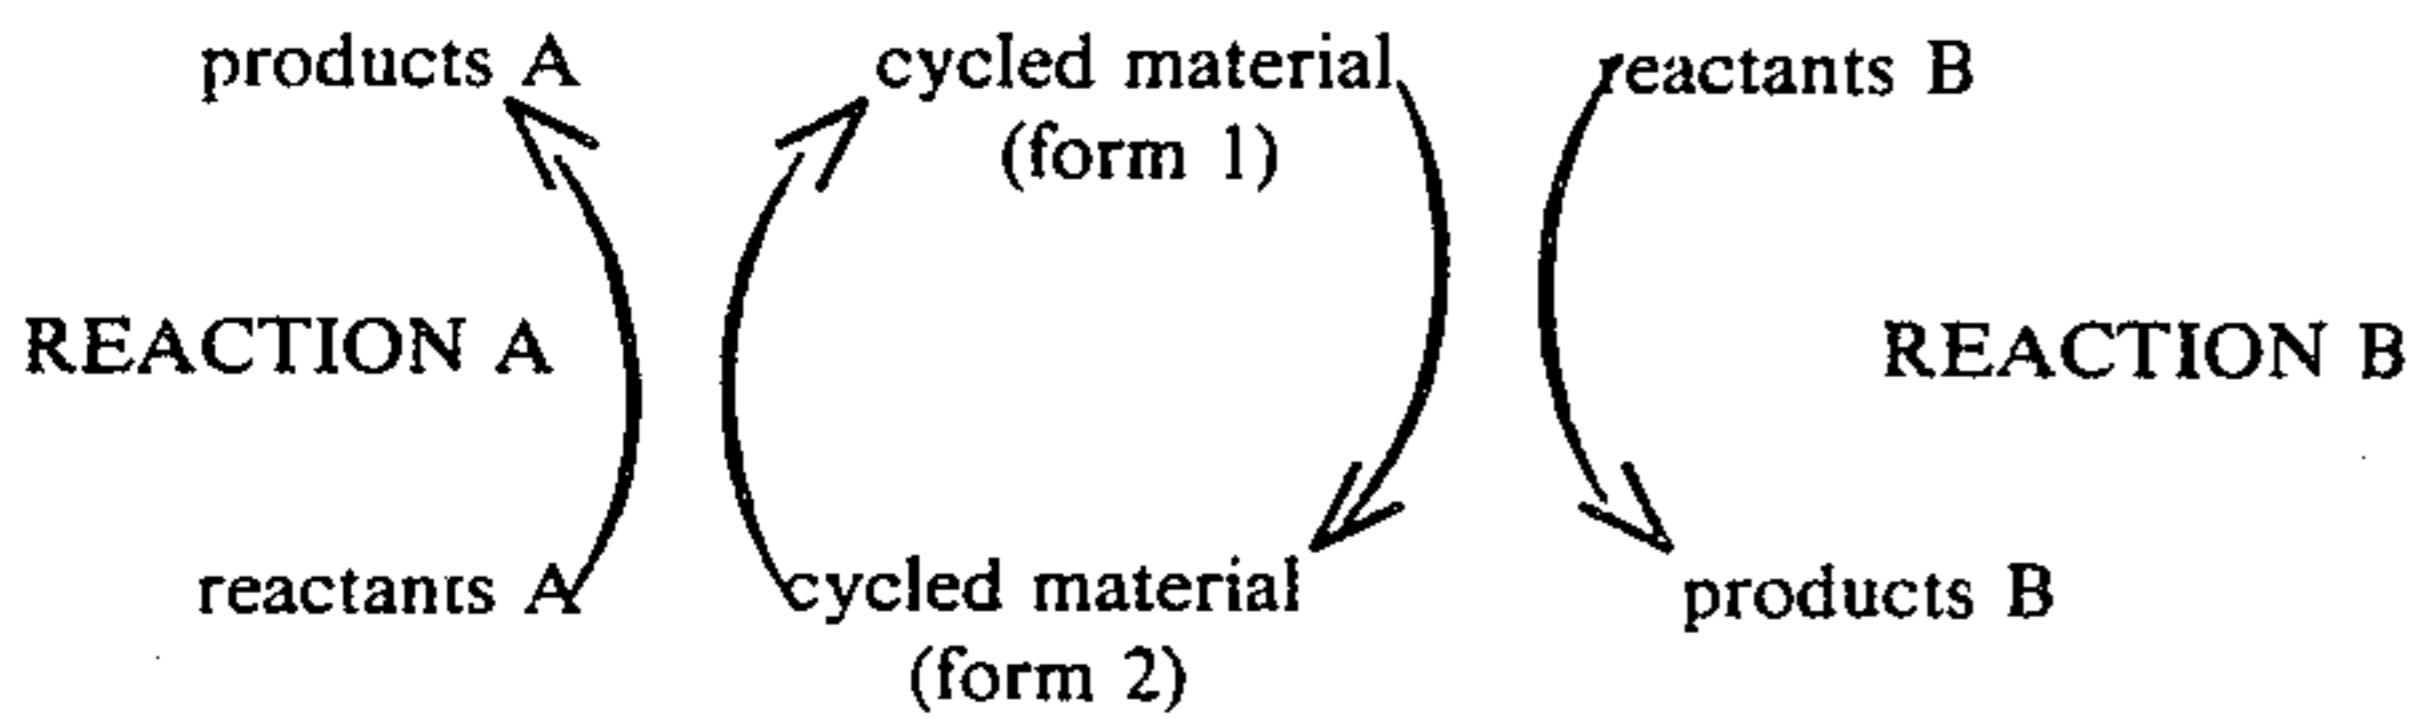 products A cycled material reactants B
(form 1)
REACTION A REACTION B
reactants A cycled material products B
(form 2)